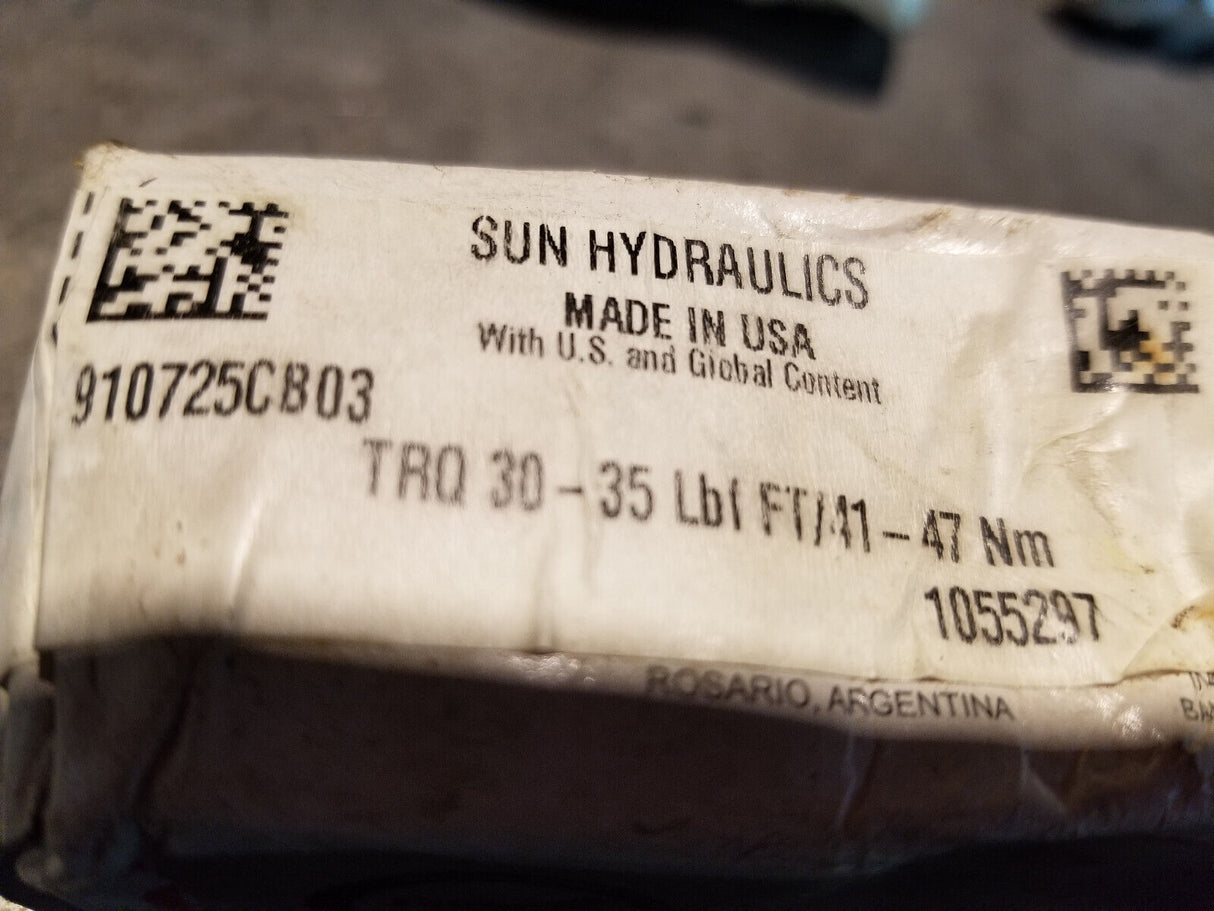 SUN HYDRAULICS
MADE IN USA
With U.S. and Global Content
910725CB03
TRQ 30 - 35 Lbf FT/41 - 47 Nm
1055297
ROSARIO, ARGENTINA